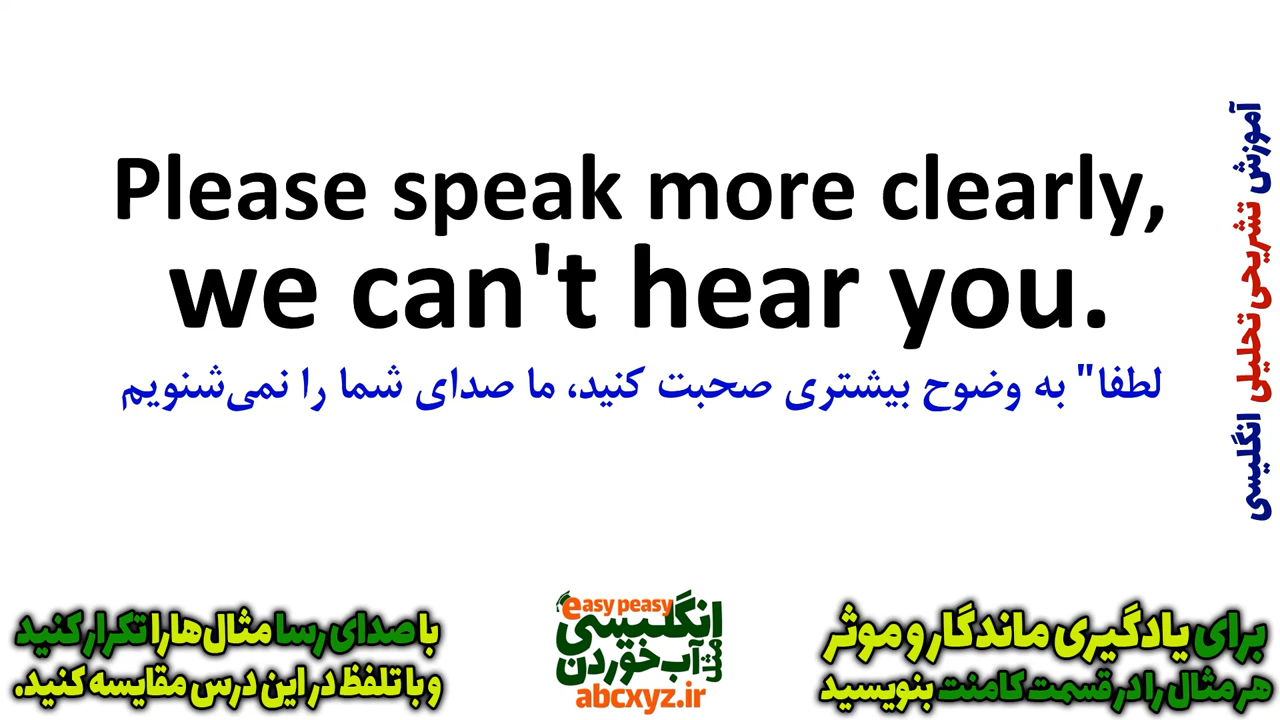 Please speak more clearly,
we can't hear you.
لطفا" به وضوح بیشتری صحبت کنید، ما صدای شما را نمی‌شنویم
آموزش تشریحی تحلیلی انگلیسی
با صدای رسا مثال‌ها را تکرار کنید
و با تلفظ در این درس مقایسه کنید.
easy peasy
انگلیسی
مثل آب خوردن
abcxyz.ir
برای یادگیری ماندگار و موثر
هر مثال را در قسمت کامنت بنویسید